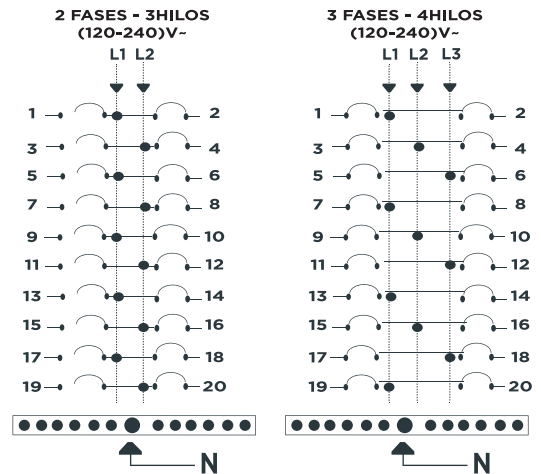 2 FASES - 3HILOS
(120-240)V~
L1 L2
1 2
3 4
5 6
7 8
9 10
11 12
13 14
15 16
17 18
19 20
N
3 FASES - 4HILOS
(120-240)V~
L1 L2 L3
1 2
3 4
5 6
7 8
9 10
11 12
13 14
15 16
17 18
19 20
N